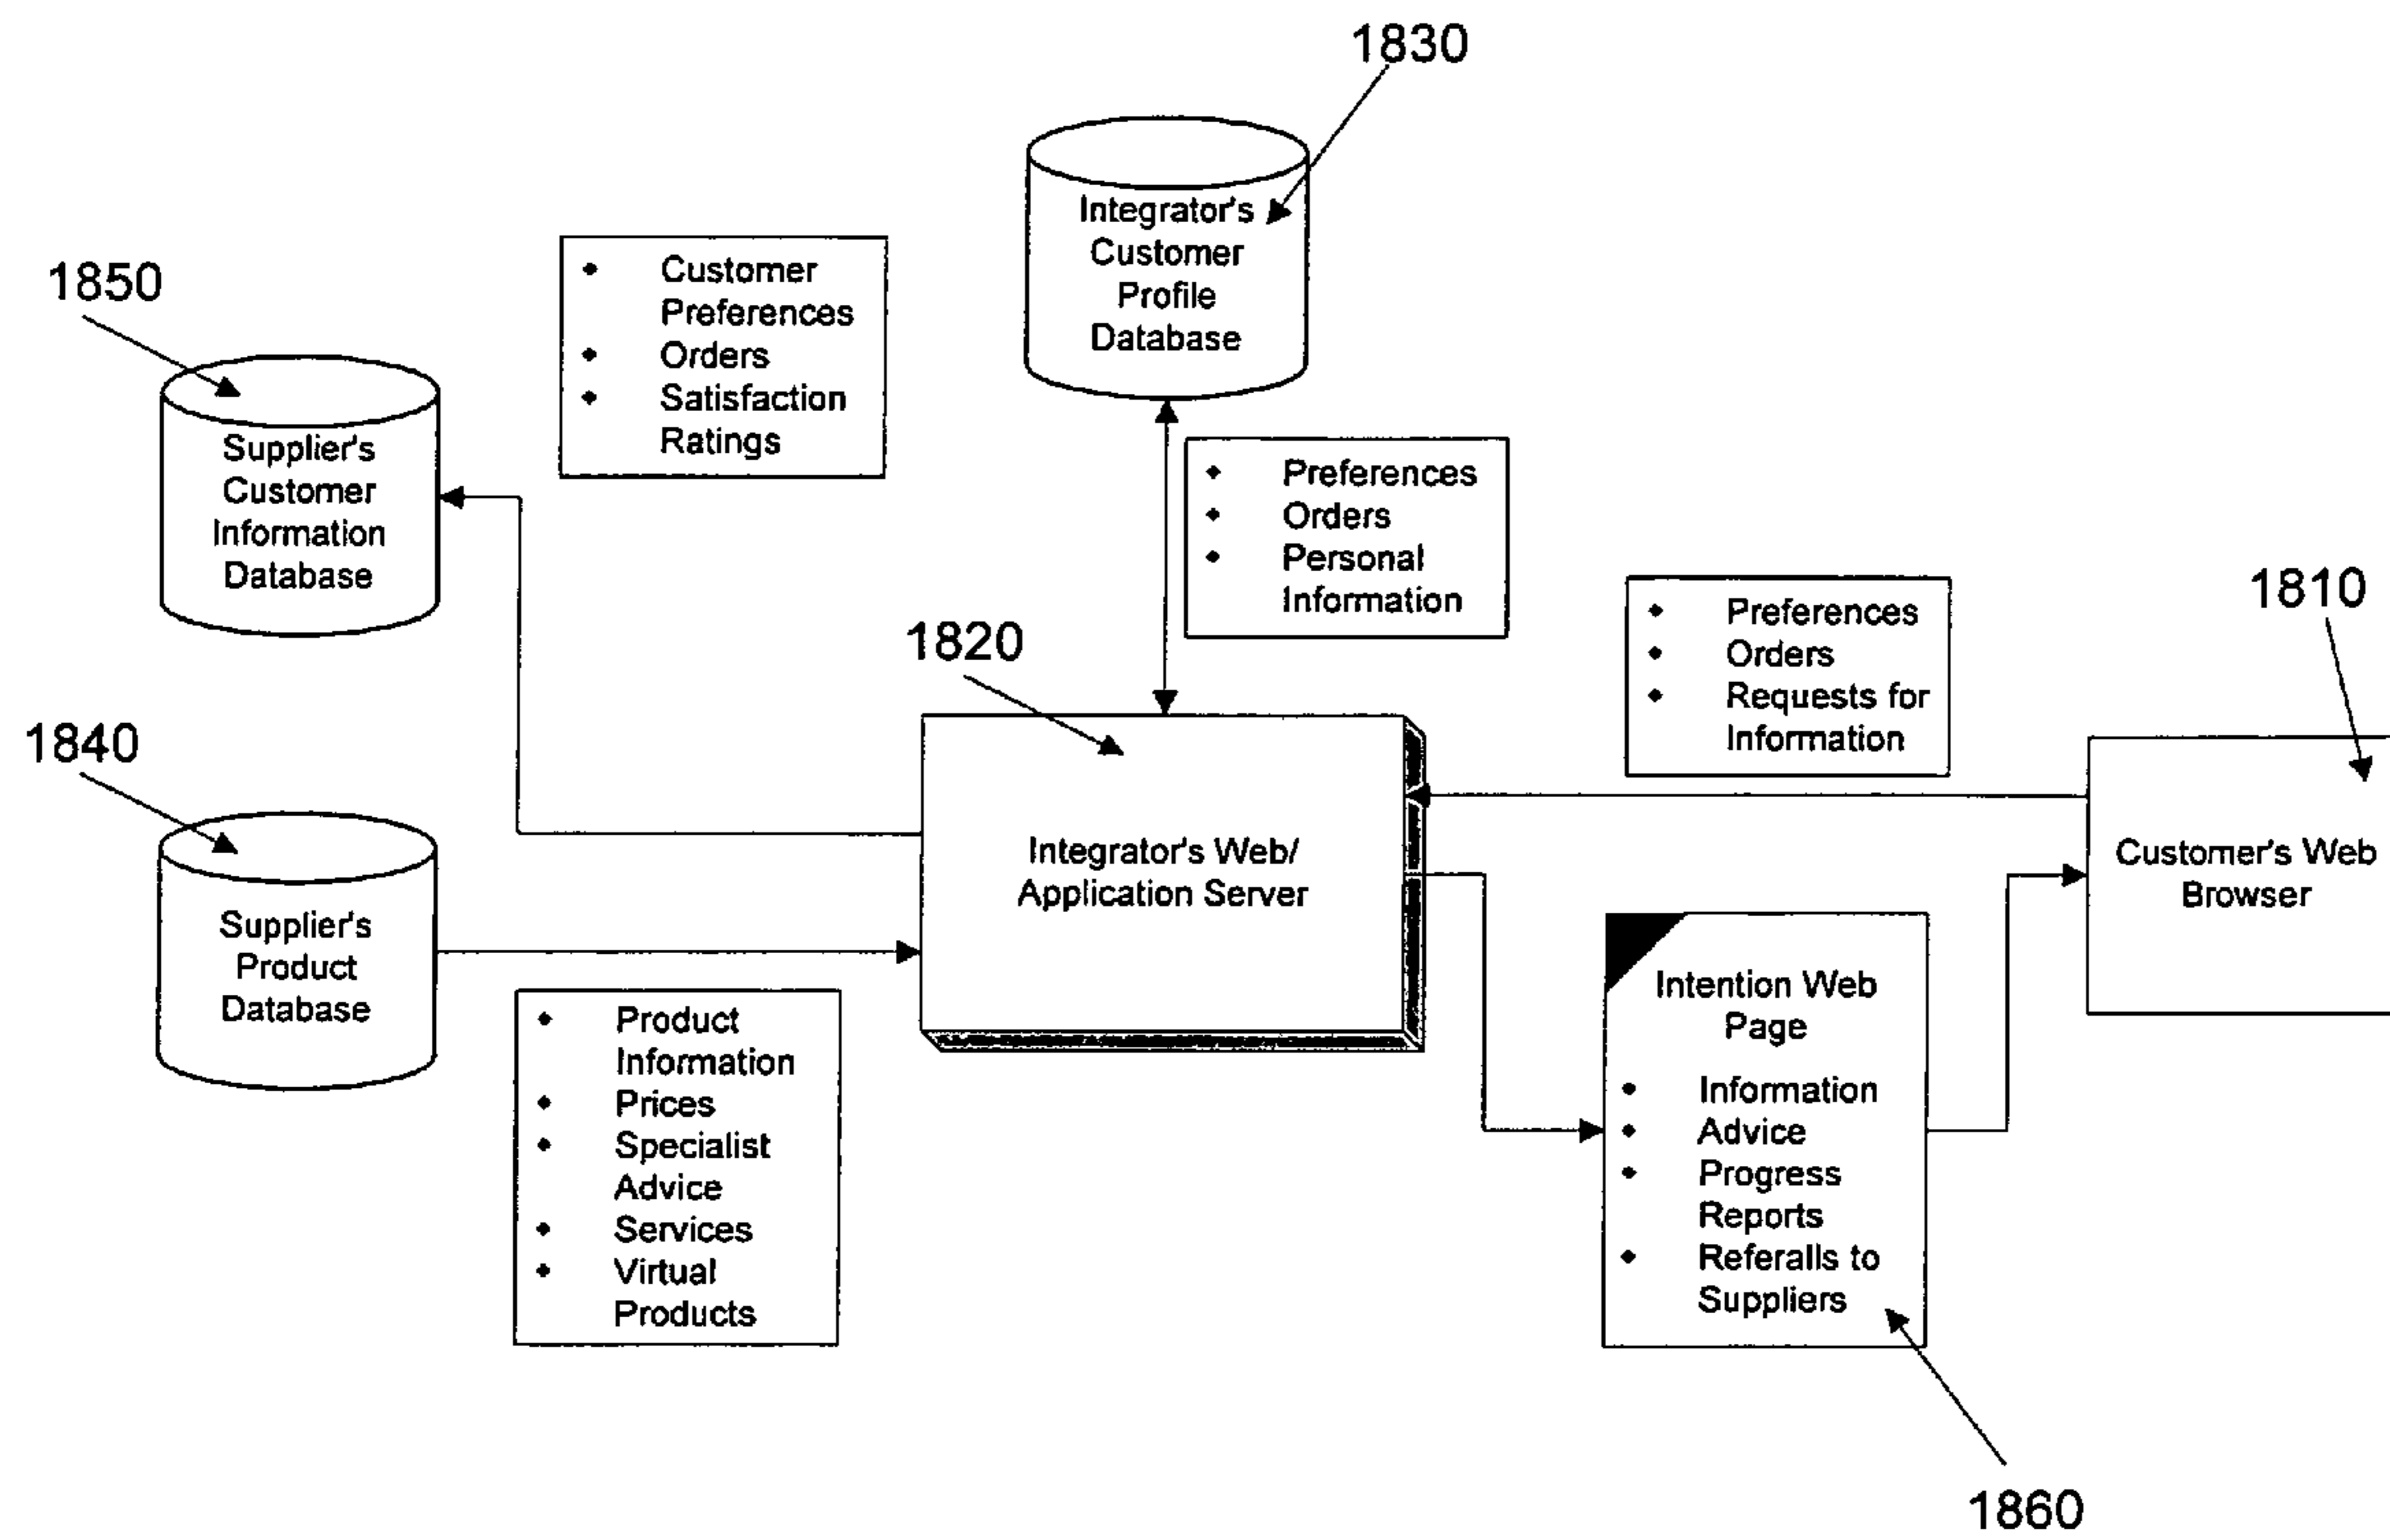 1830
Integrator's
Customer
Profile
Database
1850
• Customer
Preferences
• Orders
• Satisfaction
Ratings
Supplier's
Customer
Information
Database
• Preferences
• Orders
• Personal
Information
1820
• Preferences
• Orders
• Requests for
Information
1810
1840
Integrator's Web/
Application Server
Customer's Web
Browser
Supplier's
Product
Database
• Product
Information
• Prices
• Specialist
Advice
• Services
• Virtual
Products
Intention Web
Page
• Information
• Advice
• Progress
Reports
• Referalls to
Suppliers
1860